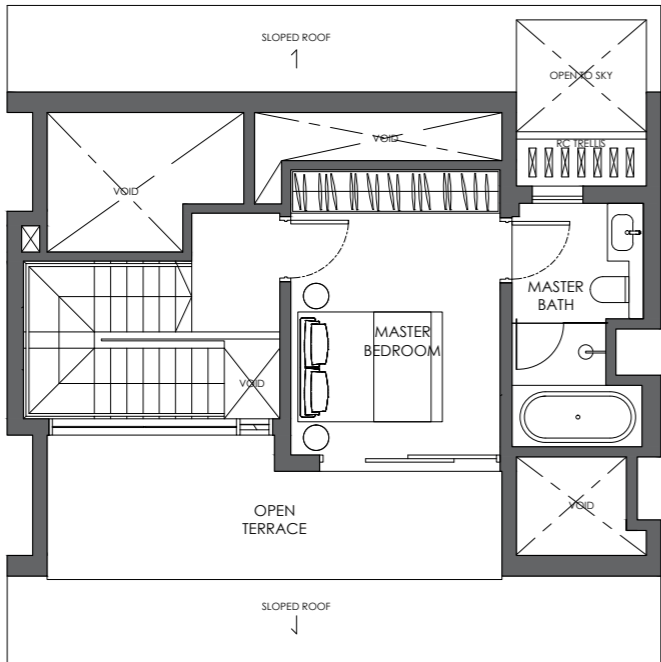 SLOPED ROOF
OPEN TO SKY
RC TRELLIS
VOID
VOID
MASTER
BATH
MASTER
BEDROOM
VOID
OPEN
TERRACE
VOID
SLOPED ROOF